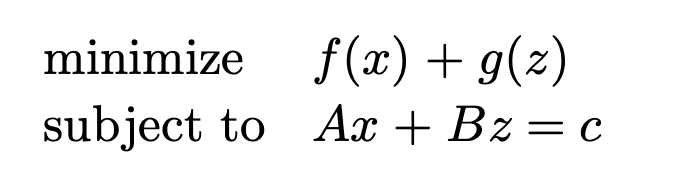 minimize f(x) + g(z)
subject to Ax + Bz = c